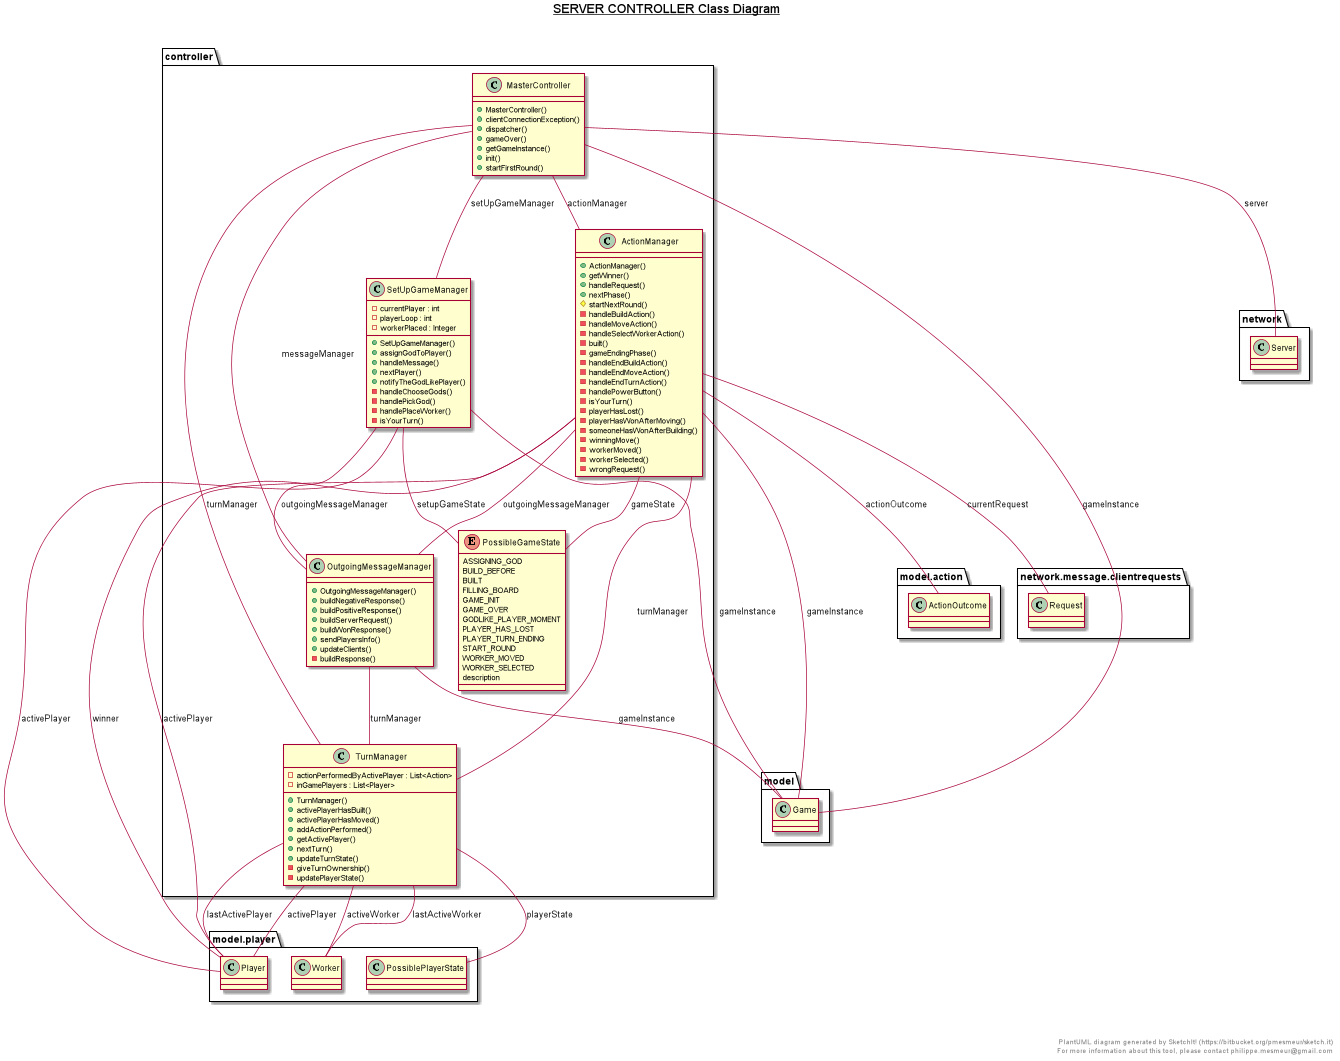 SERVER CONTROLLER Class Diagram
controller
C MasterController
MasterController()
clientConnectionException()
dispatcher()
gameOver()
getGameInstance()
init()
startFirstRound()
setUpGameManager
actionManager
server
C ActionManager
ActionManager()
getWinner()
handleRequest()
nextPhase()
startNextRound()
handleBuildAction()
handleMoveAction()
handleSelectWorkerAction()
built()
gameEndingPhase()
handleEndBuildAction()
handleEndMoveAction()
handleEndTurnAction()
handlePowerButton()
isYourTurn()
playerHasLost()
playerHasWonAfterMoving()
someoneHasWonAfterBuilding()
winningMove()
workerMoved()
workerSelected()
wrongRequest()
C SetUpGameManager
currentPlayer : int
playerLoop : int
workerPlaced : Integer
SetUpGameManager()
assignGodToPlayer()
handleMessage()
nextPlayer()
notifyTheGodLikePlayer()
handleChooseGods()
handlePickGod()
handlePlaceWorker()
isYourTurn()
messageManager
network
C Server
turnManager
outgoingMessageManager
setupGameState
outgoingMessageManager
gameState
actionOutcome
currentRequest
gameInstance
C OutgoingMessageManager
OutgoingMessageManager()
buildNegativeResponse()
buildPositiveResponse()
buildServerRequest()
buildWonResponse()
sendPlayersInfo()
updateClients()
buildResponse()
E PossibleGameState
ASSIGNING_GOD
BUILD_BEFORE
BUILT
FILLING_BOARD
GAME_INIT
GAME_OVER
GODLIKE_PLAYER_MOMENT
PLAYER_HAS_LOST
PLAYER_TURN_ENDING
START_ROUND
WORKER_MOVED
WORKER_SELECTED
description
model.action
C ActionOutcome
network.message.clientrequests
C Request
turnManager
gameInstance
gameInstance
activePlayer
winner
activePlayer
turnManager
gameInstance
C TurnManager
actionPerformedByActivePlayer : List<Action>
inGamePlayers : List<Player>
TurnManager()
activePlayerHasBuilt()
activePlayerHasMoved()
addActionPerformed()
getActivePlayer()
nextTurn()
updateTurnState()
giveTurnOwnership()
updatePlayerState()
model
C Game
lastActivePlayer
activePlayer
activeWorker
lastActiveWorker
playerState
model.player
C Player
C Worker
C PossiblePlayerState
PlantUML diagram generated by SketchIt! (https://bitbucket.org/pmesmeur/sketch.it)
For more information about this tool, please contact philippe.mesmeur@gmail.com